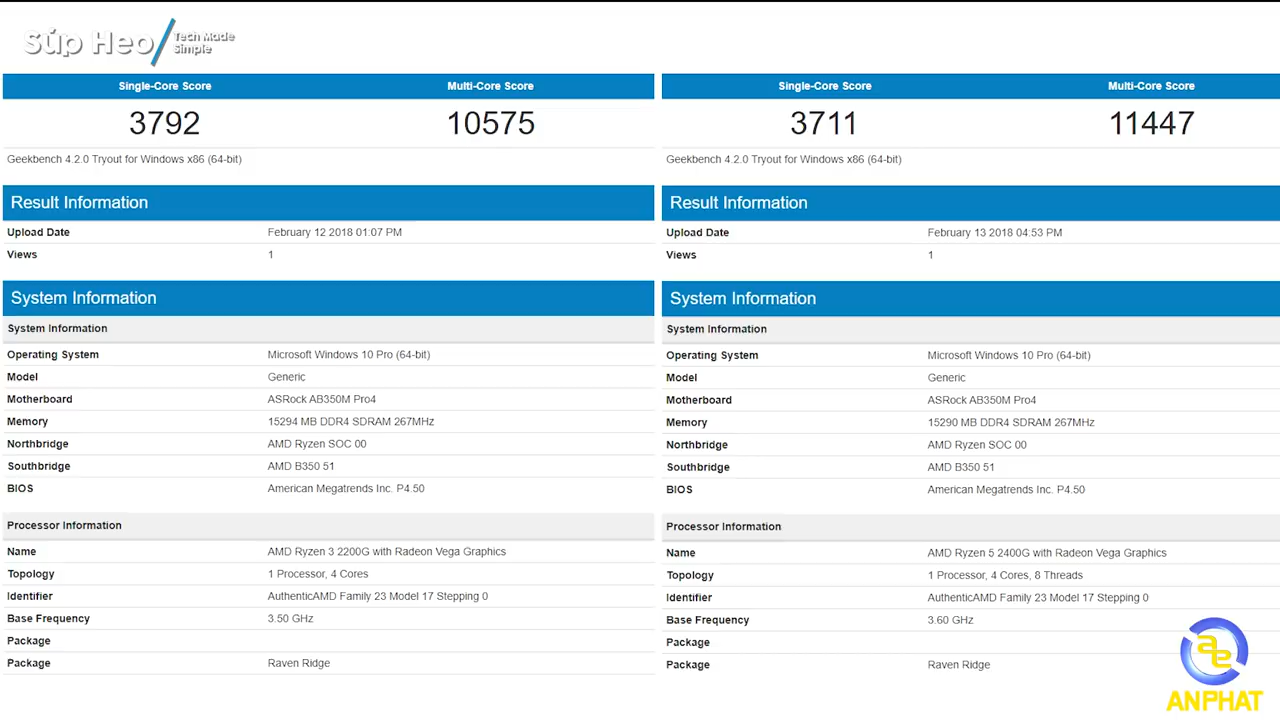 Súp Heo Tech Made Simple
Single-Core Score Multi-Core Score
3792 10575
Geekbench 4.2.0 Tryout for Windows x86 (64-bit)
Result Information
Upload Date February 12 2018 01:07 PM
Views 1
System Information
System Information
Operating System Microsoft Windows 10 Pro (64-bit)
Model Generic
Motherboard ASRock AB350M Pro4
Memory 15294 MB DDR4 SDRAM 267MHz
Northbridge AMD Ryzen SOC 00
Southbridge AMD B350 51
BIOS American Megatrends Inc. P4.50
Processor Information
Name AMD Ryzen 3 2200G with Radeon Vega Graphics
Topology 1 Processor, 4 Cores
Identifier AuthenticAMD Family 23 Model 17 Stepping 0
Base Frequency 3.50 GHz
Package
Package Raven Ridge
Single-Core Score Multi-Core Score
3711 11447
Geekbench 4.2.0 Tryout for Windows x86 (64-bit)
Result Information
Upload Date February 13 2018 04:53 PM
Views 1
System Information
System Information
Operating System Microsoft Windows 10 Pro (64-bit)
Model Generic
Motherboard ASRock AB350M Pro4
Memory 15290 MB DDR4 SDRAM 267MHz
Northbridge AMD Ryzen SOC 00
Southbridge AMD B350 51
BIOS American Megatrends Inc. P4.50
Processor Information
Name AMD Ryzen 5 2400G with Radeon Vega Graphics
Topology 1 Processor, 4 Cores, 8 Threads
Identifier AuthenticAMD Family 23 Model 17 Stepping 0
Base Frequency 3.60 GHz
Package
Package Raven Ridge
ANPHAT